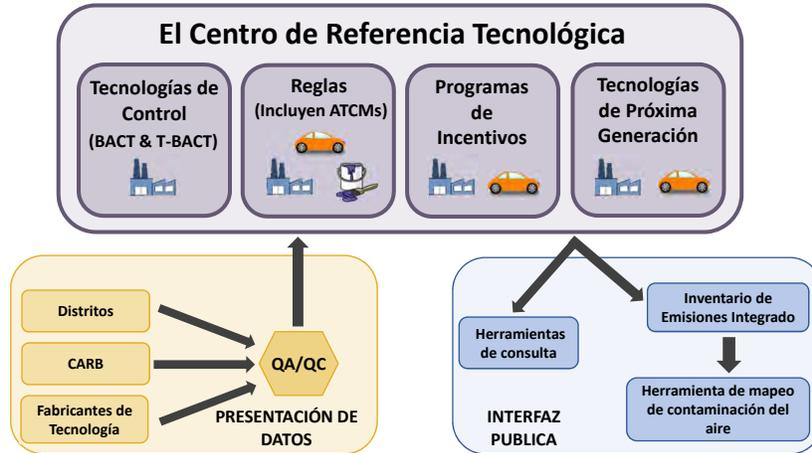 El Centro de Referencia Tecnológica
Tecnologías de
Control
(BACT & T-BACT)
Reglas
(Incluyen ATCMs)
Programas
de
Incentivos
Tecnologías
de Próxima
Generación
Distritos
CARB
Fabricantes de
Tecnología
QA/QC
PRESENTACIÓN DE
DATOS
Herramientas
de consulta
INTERFAZ
PUBLICA
Inventario de
Emisiones Integrado
Herramienta de mapeo
de contaminación del
aire